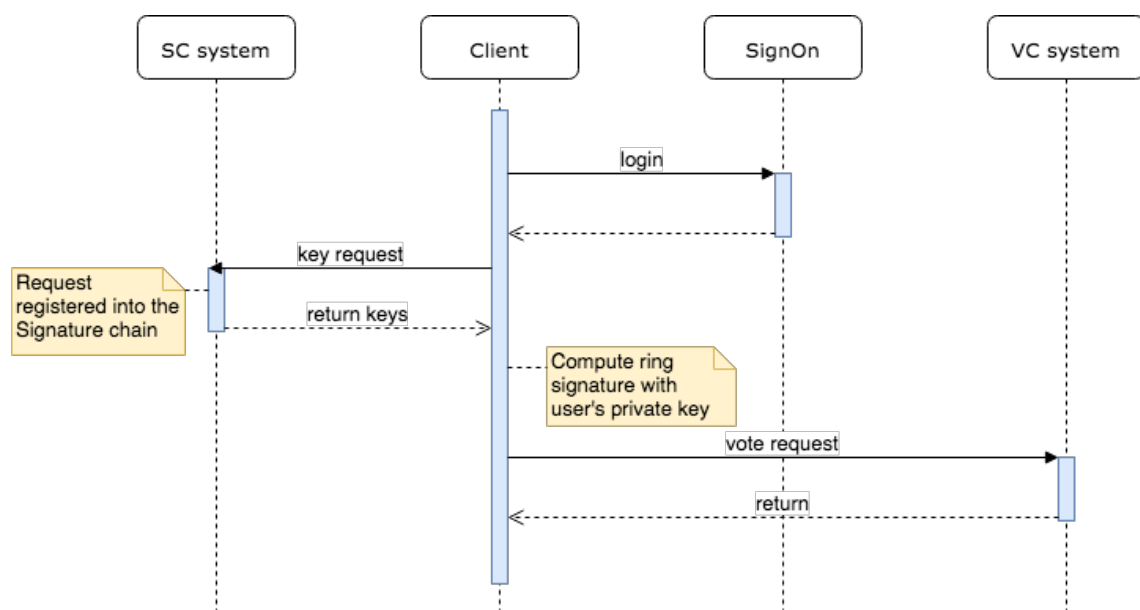 SC system
Client
SignOn
VC system
login
key request
Request
registered into the
Signature chain
return keys
Compute ring
signature with
user's private key
vote request
return